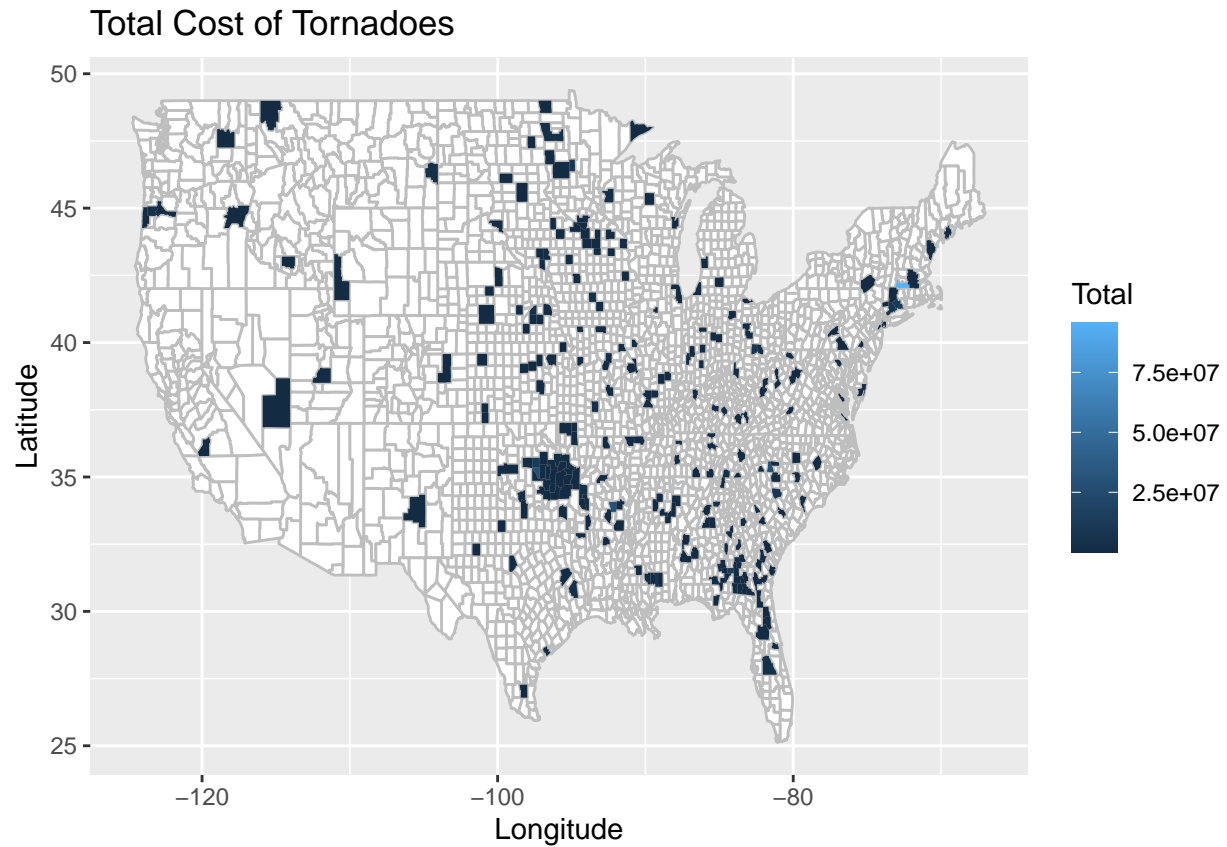 Total Cost of Tornadoes
50
45
40
35
30
25
Latitude
−120
−100
−80
Longitude
Total
7.5e+07
5.0e+07
2.5e+07